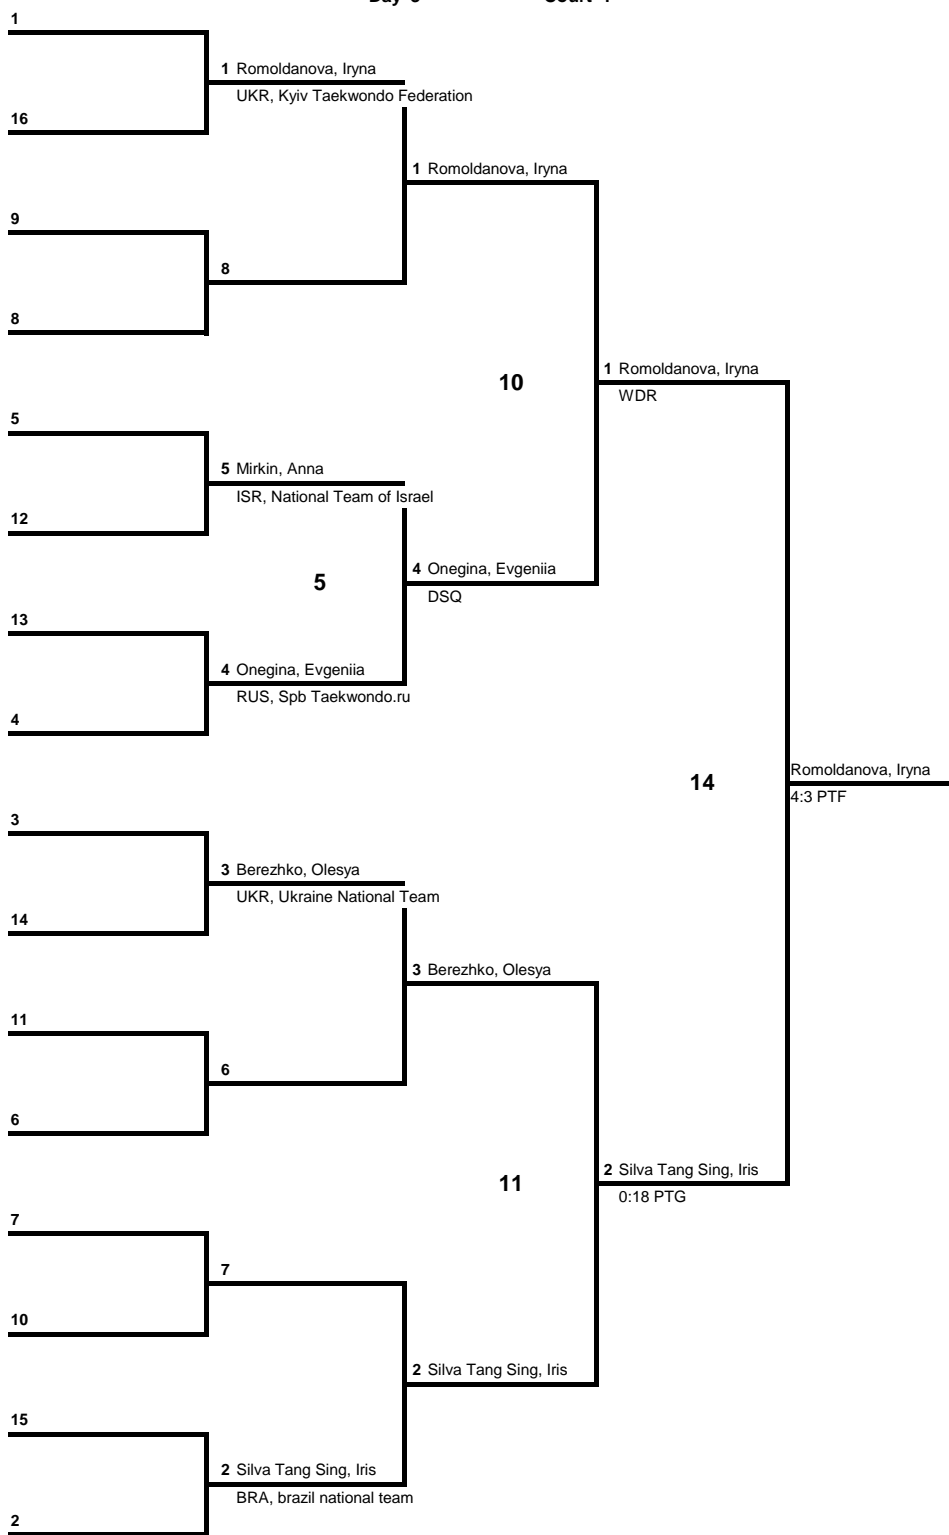 1
1 Romoldanova, Iryna
UKR, Kyiv Taekwondo Federation
16
1 Romoldanova, Iryna
9
8
8
10
1 Romoldanova, Iryna
WDR
5
5 Mirkin, Anna
ISR, National Team of Israel
12
5
4 Onegina, Evgeniia
DSQ
13
4 Onegina, Evgeniia
RUS, Spb Taekwondo.ru
4
14
Romoldanova, Iryna
4:3 PTF
3
3 Berezhko, Olesya
UKR, Ukraine National Team
14
3 Berezhko, Olesya
11
6
6
11
2 Silva Tang Sing, Iris
0:18 PTG
7
7
10
2 Silva Tang Sing, Iris
15
2 Silva Tang Sing, Iris
BRA, brazil national team
2